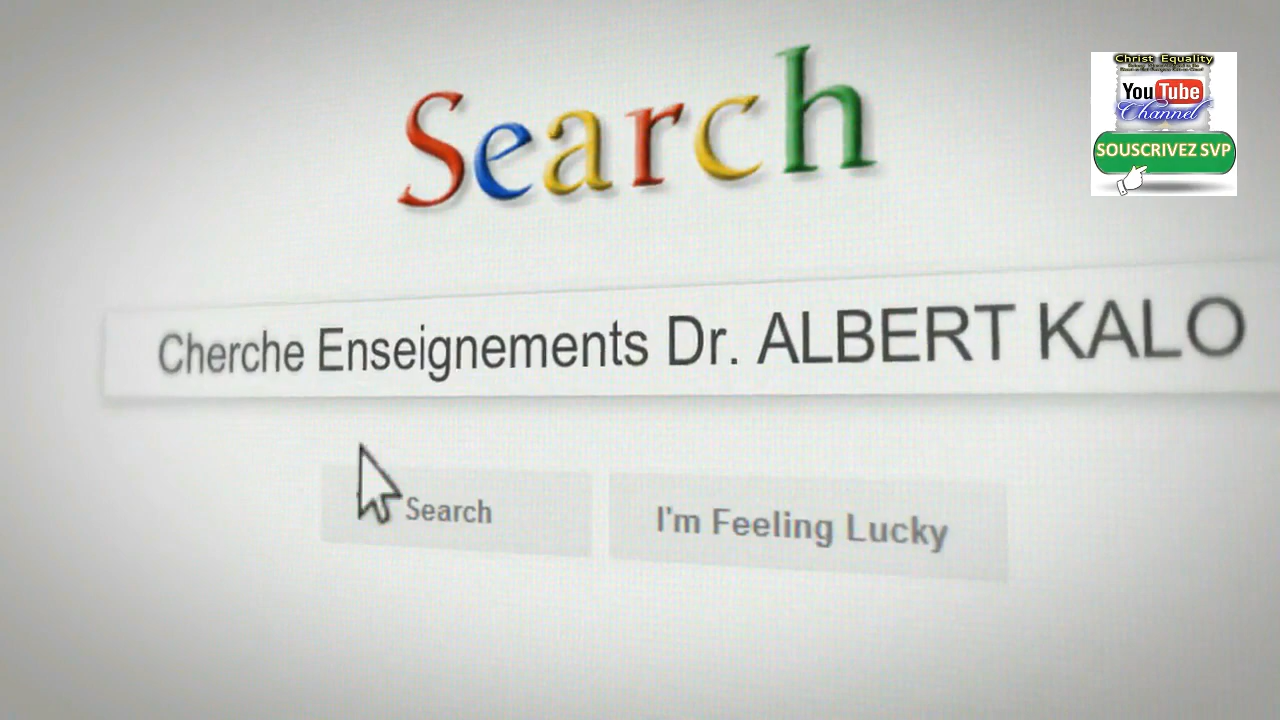 Search
Christ Equality
YouTube
Channel
SOUSCRIVEZ SVP
Cherche Enseignements Dr. ALBERT KALO
Search
I'm Feeling Lucky